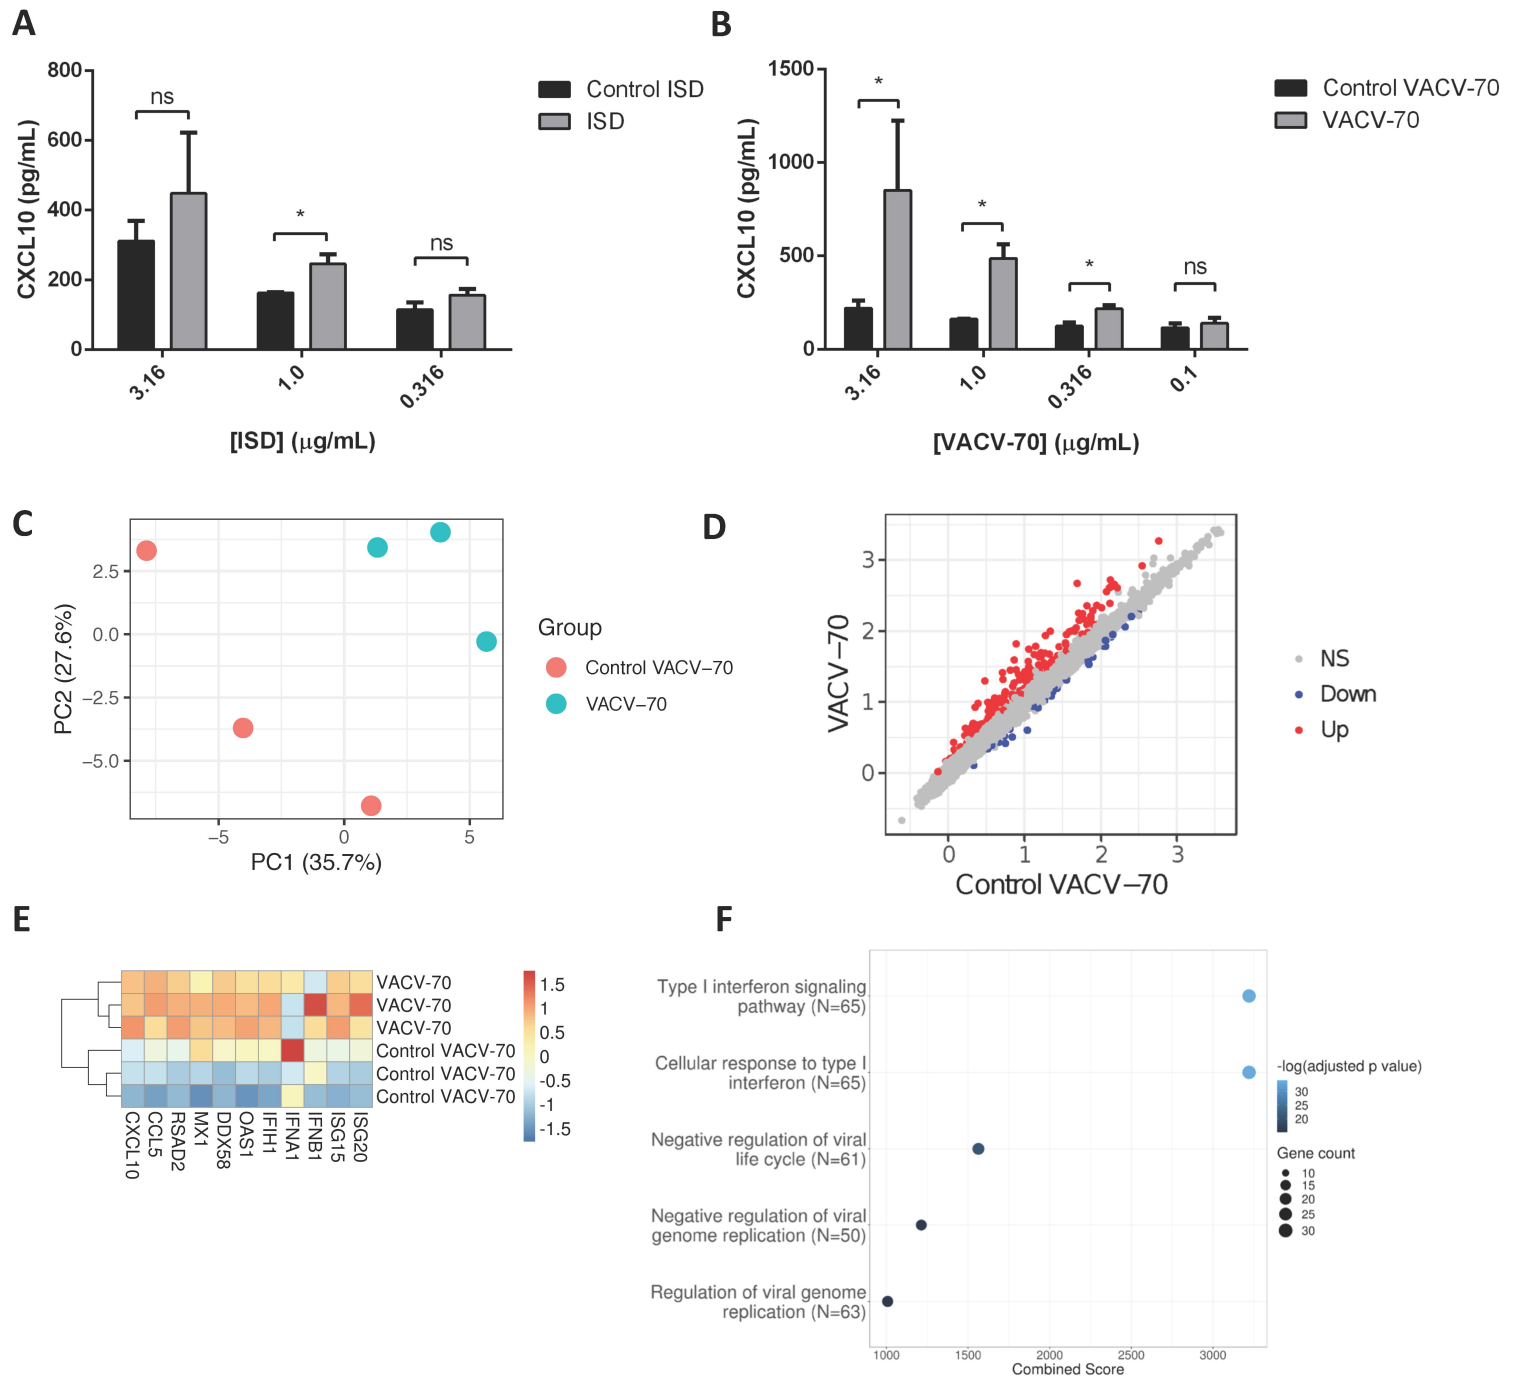 A
800
600
400
200
0
CXCL10 (pg/mL)
ns
*
ns
3.16
1.0
0.316
[ISD] (μg/mL)
Control ISD
ISD
B
1500
1000
500
0
CXCL10 (pg/mL)
*
*
*
ns
3.16
1.0
0.316
0.1
[VACV-70] (μg/mL)
Control VACV-70
VACV-70
C
2.5
0.0
−2.5
−5.0
PC2 (27.6%)
−5
0
5
PC1 (35.7%)
Group
Control VACV−70
VACV−70
D
3
2
1
0
VACV−70
0
1
2
3
Control VACV−70
NS
Down
Up
E
VACV-70
VACV-70
VACV-70
Control VACV-70
Control VACV-70
Control VACV-70
CXCL10
CCL5
RSAD2
MX1
DDX58
OAS1
IFIH1
IFNA1
IFNB1
ISG15
ISG20
1.5
1
0.5
0
-0.5
-1
-1.5
F
Type I interferon signaling
pathway (N=65)
Cellular response to type I
interferon (N=65)
Negative regulation of viral
life cycle (N=61)
Negative regulation of viral
genome replication (N=50)
Regulation of viral genome
replication (N=63)
1000
1500
2000
2500
3000
Combined Score
-log(adjusted p value)
30
25
20
Gene count
10
15
20
25
30